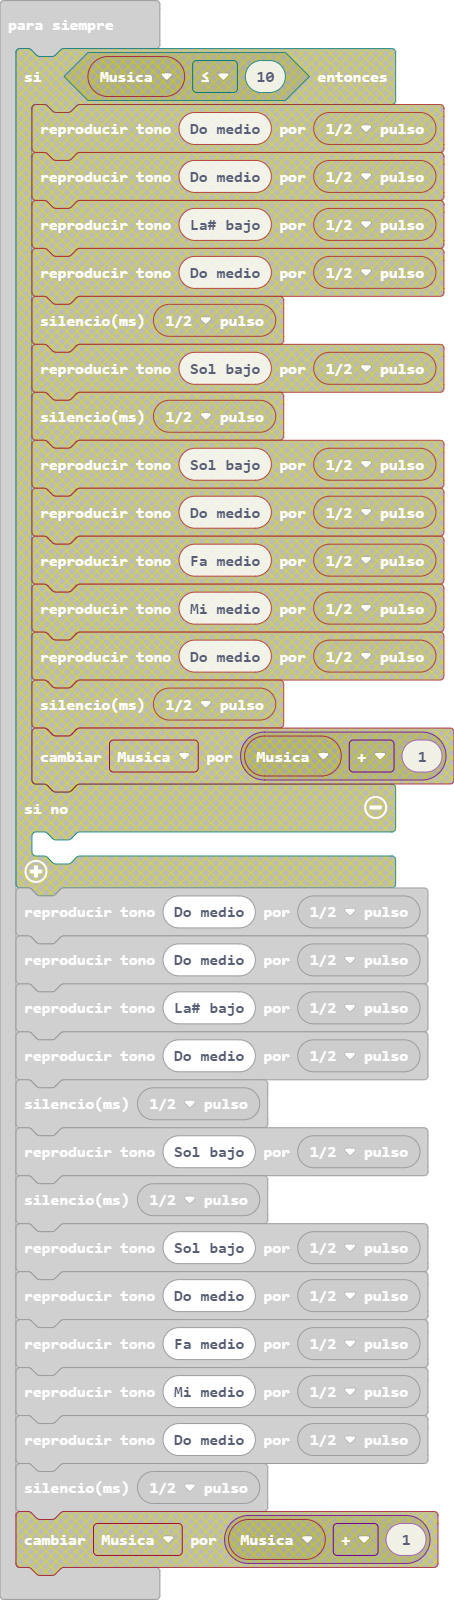 para siempre
si Musica ≤ 10 entonces
reproducir tono Do medio por 1/2 pulso
reproducir tono Do medio por 1/2 pulso
reproducir tono La# bajo por 1/2 pulso
reproducir tono Do medio por 1/2 pulso
silencio(ms) 1/2 pulso
reproducir tono Sol bajo por 1/2 pulso
silencio(ms) 1/2 pulso
reproducir tono Sol bajo por 1/2 pulso
reproducir tono Do medio por 1/2 pulso
reproducir tono Fa medio por 1/2 pulso
reproducir tono Mi medio por 1/2 pulso
reproducir tono Do medio por 1/2 pulso
silencio(ms) 1/2 pulso
cambiar Musica por Musica + 1
si no
reproducir tono Do medio por 1/2 pulso
reproducir tono Do medio por 1/2 pulso
reproducir tono La# bajo por 1/2 pulso
reproducir tono Do medio por 1/2 pulso
silencio(ms) 1/2 pulso
reproducir tono Sol bajo por 1/2 pulso
silencio(ms) 1/2 pulso
reproducir tono Sol bajo por 1/2 pulso
reproducir tono Do medio por 1/2 pulso
reproducir tono Fa medio por 1/2 pulso
reproducir tono Mi medio por 1/2 pulso
reproducir tono Do medio por 1/2 pulso
silencio(ms) 1/2 pulso
cambiar Musica por Musica + 1